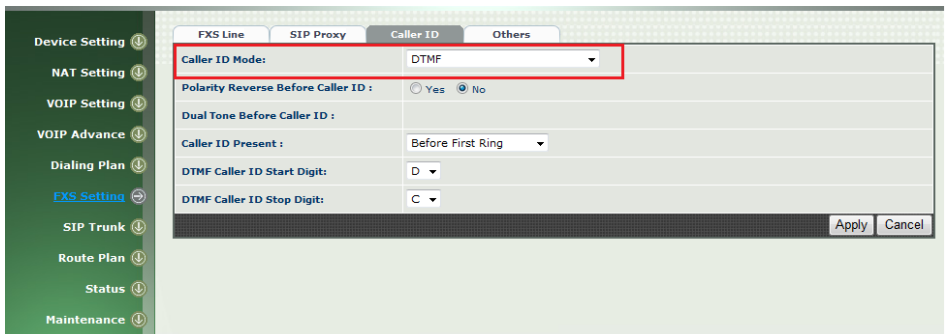 Device Setting
NAT Setting
VOIP Setting
VOIP Advance
Dialing Plan
FXS Setting
SIP Trunk
Route Plan
Status
Maintenance
FXS Line SIP Proxy Caller ID Others
Caller ID Mode: DTMF
Polarity Reverse Before Caller ID : Yes No
Dual Tone Before Caller ID :
Caller ID Present : Before First Ring
DTMF Caller ID Start Digit: D
DTMF Caller ID Stop Digit: C
Apply Cancel